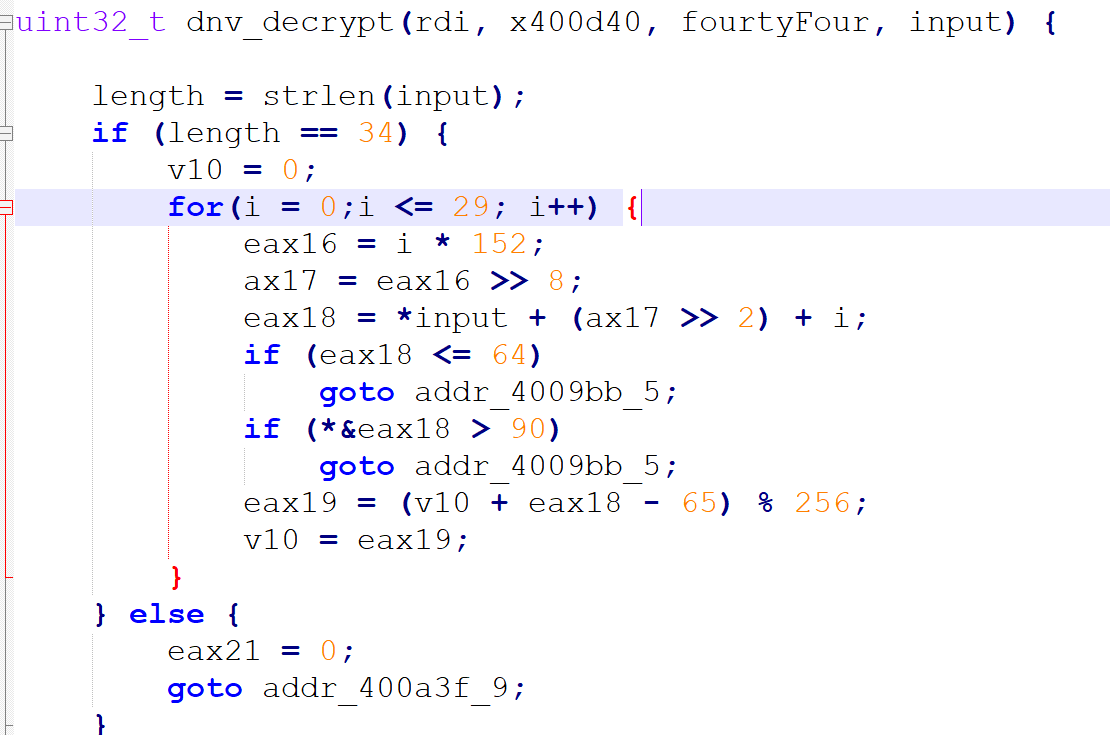 uint32_t dnv_decrypt(rdi, x400d40, fourtyFour, input) {
length = strlen(input);
if (length == 34) {
v10 = 0;
for(i = 0;i <= 29; i++) {
eax16 = i * 152;
ax17 = eax16 >> 8;
eax18 = *input + (ax17 >> 2) + i;
if (eax18 <= 64)
goto addr_4009bb_5;
if (*&eax18 > 90)
goto addr_4009bb_5;
eax19 = (v10 + eax18 - 65) % 256;
v10 = eax19;
}
} else {
eax21 = 0;
goto addr_400a3f_9;
}